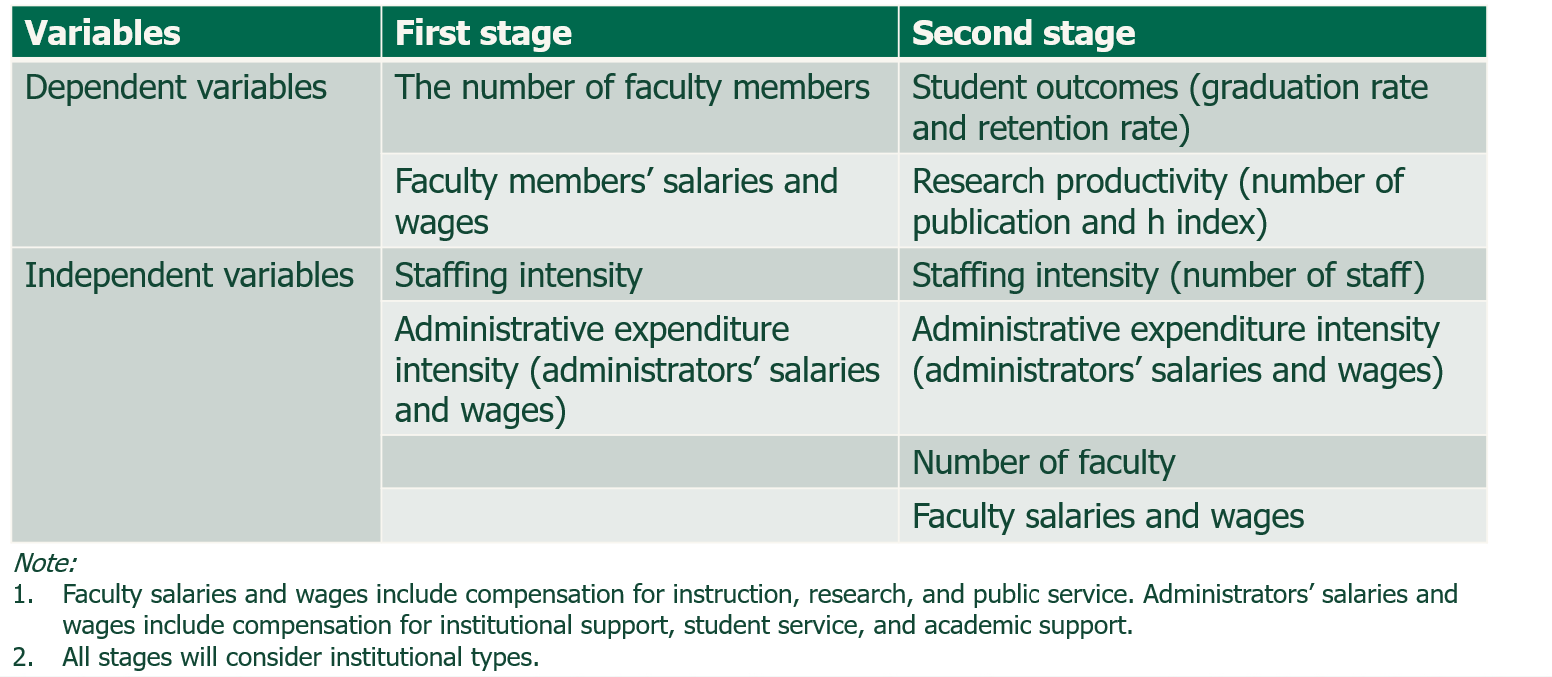 Variables
First stage
Second stage
Dependent variables
The number of faculty members
Student outcomes (graduation rate
and retention rate)
Faculty members’ salaries and
wages
Research productivity (number of
publication and h index)
Independent variables
Staffing intensity
Staffing intensity (number of staff)
Administrative expenditure
intensity (administrators’ salaries
and wages)
Administrative expenditure intensity
(administrators’ salaries and wages)
Number of faculty
Faculty salaries and wages
Note:
1. Faculty salaries and wages include compensation for instruction, research, and public service. Administrators’ salaries and
wages include compensation for institutional support, student service, and academic support.
2. All stages will consider institutional types.